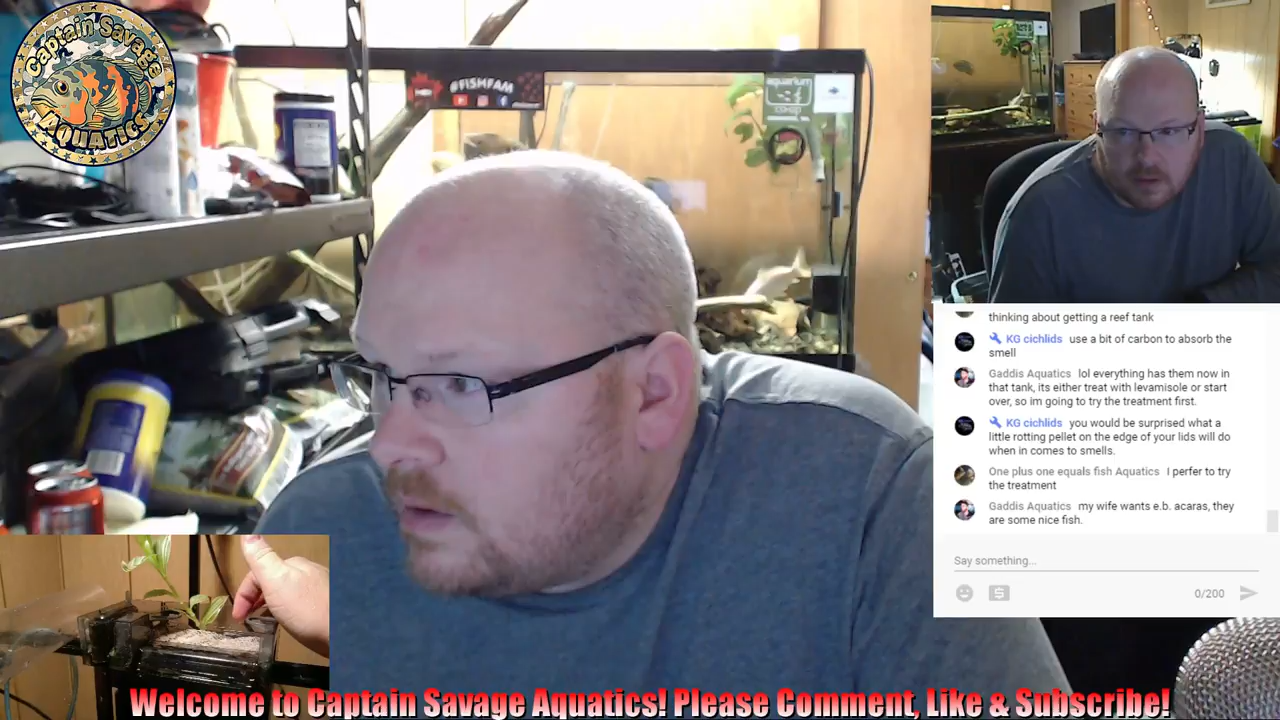 Captain Savage
AQUATICS
#FISHFAM
aquarium
co-op
thinking about getting a reef tank
KG cichlids use a bit of carbon to absorb the
smell
Gaddis Aquatics lol everything has them now in
that tank, its either treat with levamisole or start
over, so im going to try the treatment first.
KG cichlids you would be surprised what a
little rotting pellet on the edge of your lids will do
when in comes to smells.
One plus one equals fish Aquatics I perfer to try
the treatment
Gaddis Aquatics my wife wants e.b. acaras, they
are some nice fish.
Say something...
0/200
Welcome to Captain Savage Aquatics! Please Comment, Like & Subscribe!